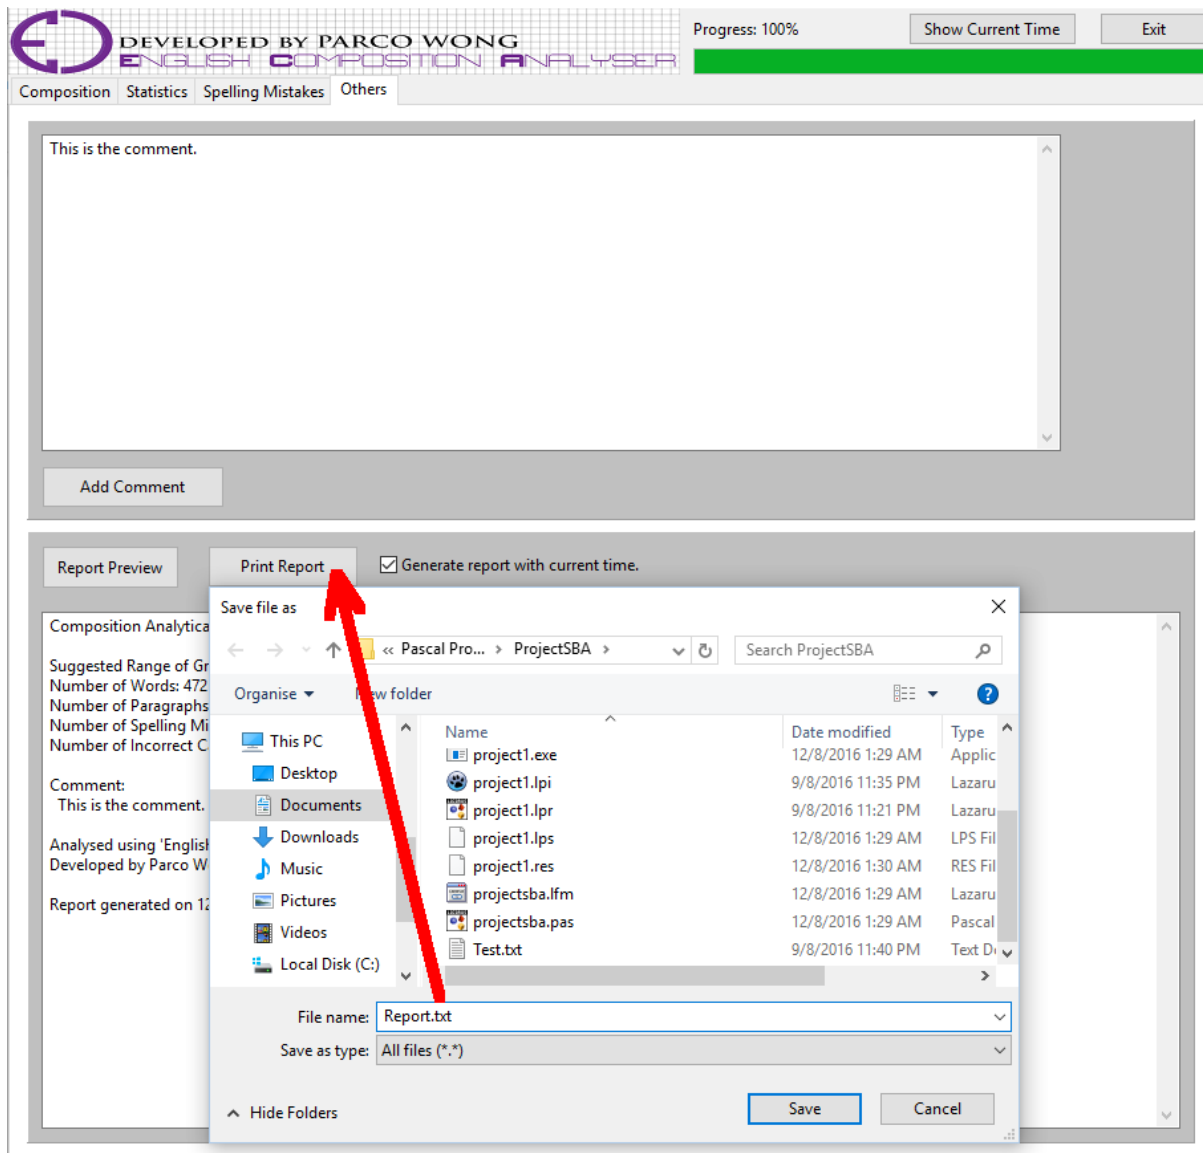 DEVELOPED BY PARCO WONG
ENGLISH COMPOSITION ANALYSER
Progress: 100%
Show Current Time
Exit
Composition Statistics Spelling Mistakes Others
This is the comment.
Add Comment
Report Preview
Print Report
Generate report with current time.
Composition Analytica
Suggested Range of Gr
Number of Words: 472
Number of Paragraphs
Number of Spelling Mi
Number of Incorrect C
Comment:
This is the comment.
Analysed using 'English
Developed by Parco W
Report generated on 12
Save file as
« Pascal Pro... > ProjectSBA >
Search ProjectSBA
Organise
New folder
This PC
Desktop
Documents
Downloads
Music
Pictures
Videos
Local Disk (C:)
Name Date modified Type
project1.exe 12/8/2016 1:29 AM Applic
project1.lpi 9/8/2016 11:35 PM Lazaru
project1.lpr 9/8/2016 11:21 PM Lazaru
project1.lps 12/8/2016 1:29 AM LPS Fil
project1.res 12/8/2016 1:30 AM RES Fil
projectsba.lfm 12/8/2016 1:29 AM Lazaru
projectsba.pas 12/8/2016 1:29 AM Pascal
Test.txt 9/8/2016 11:40 PM Text D
File name: Report.txt
Save as type: All files (*.*)
Hide Folders
Save
Cancel